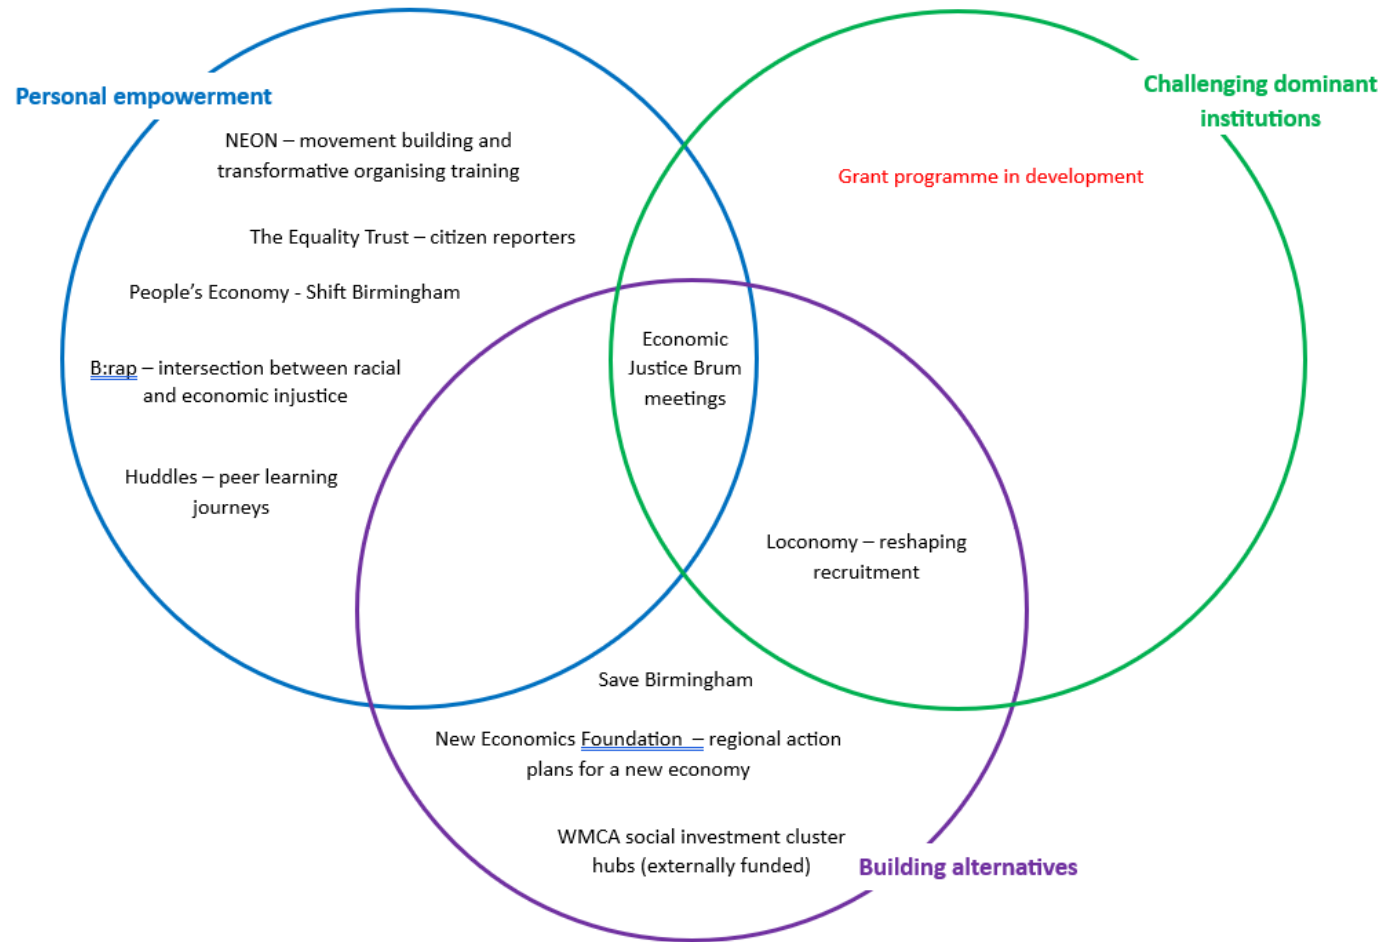 Personal empowerment
Challenging dominant
institutions
NEON – movement building and
transformative organising training
Grant programme in development
The Equality Trust – citizen reporters
People’s Economy - Shift Birmingham
Economic
Justice Brum
meetings
B:rap – intersection between racial
and economic injustice
Huddles – peer learning
journeys
Loconomy – reshaping
recruitment
Save Birmingham
New Economics Foundation – regional action
plans for a new economy
WMCA social investment cluster
hubs (externally funded)
Building alternatives